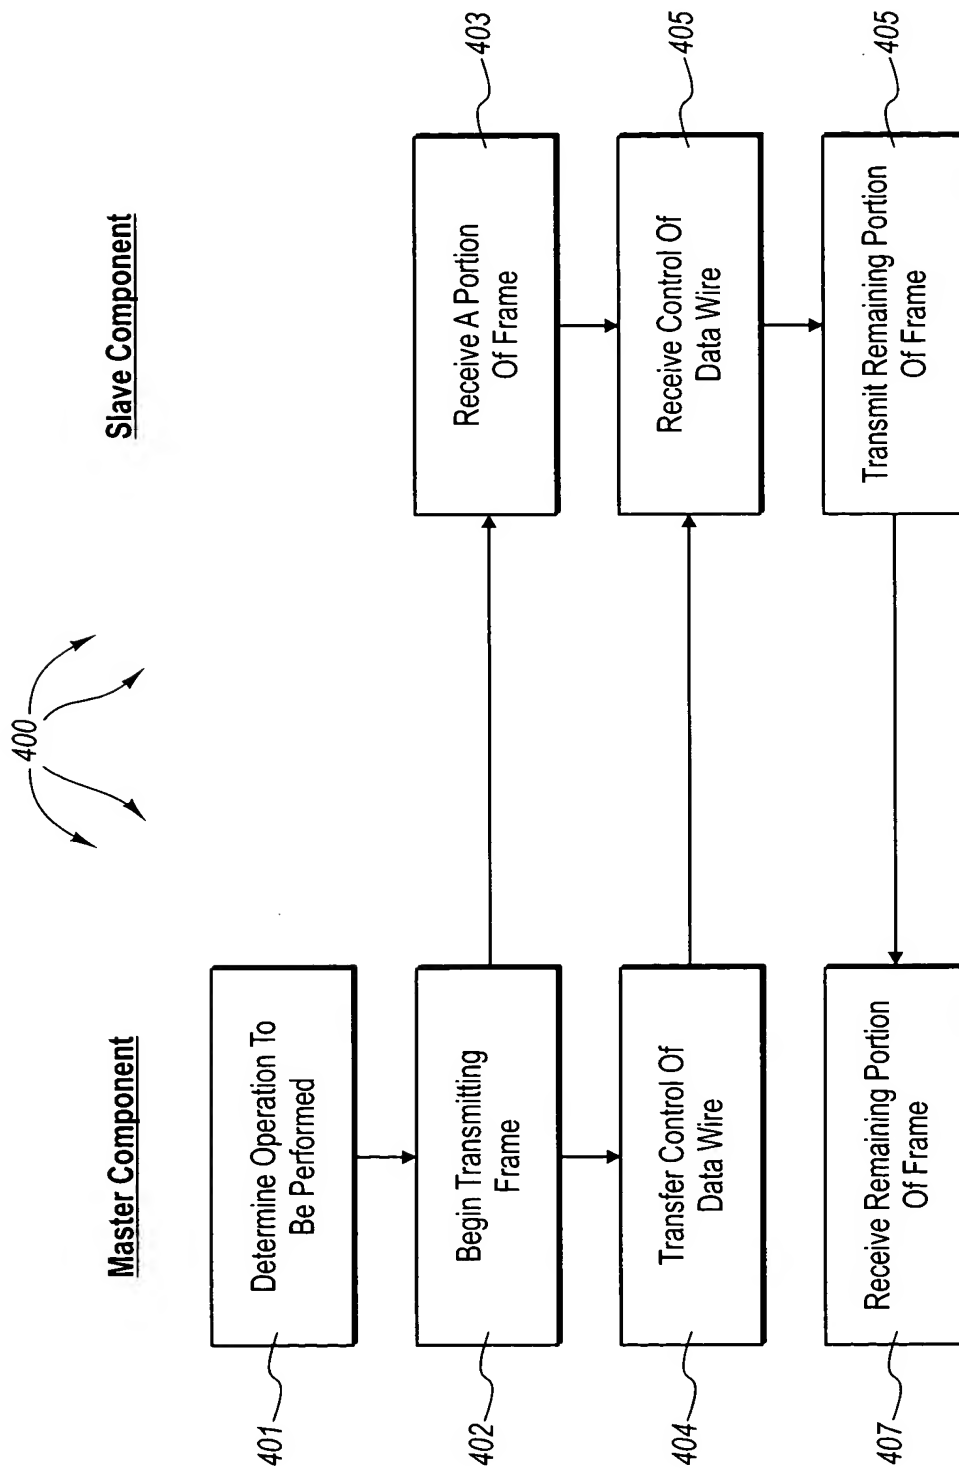 400
Master Component
Slave Component
401
Determine Operation To
Be Performed
402
Begin Transmitting
Frame
Receive A Portion
Of Frame
403
404
Transfer Control Of
Data Wire
Receive Control Of
Data Wire
405
407
Receive Remaining Portion
Of Frame
Transmit Remaining Portion
Of Frame
405